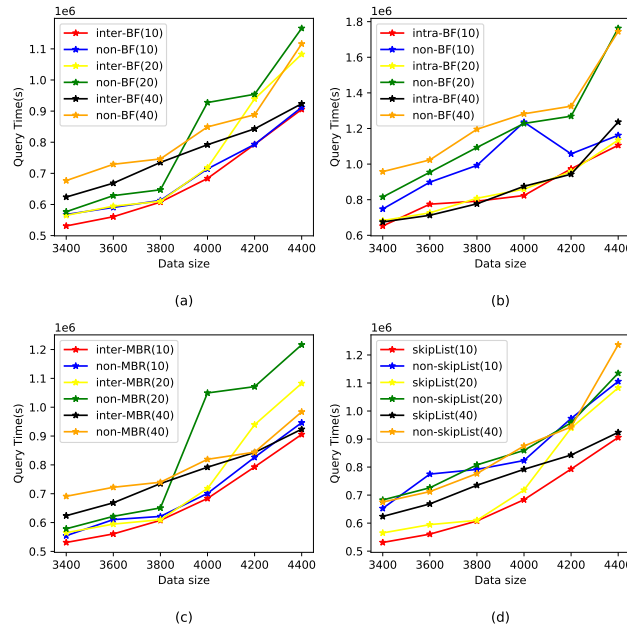 1e6
inter-BF(10)
non-BF(10)
inter-BF(20)
non-BF(20)
inter-BF(40)
non-BF(40)
1.1
1.0
0.9
0.8
0.7
0.6
0.5
Query Time(s)
3400 3600 3800 4000 4200 4400
Data size
(a)
1e6
intra-BF(10)
non-BF(10)
intra-BF(20)
non-BF(20)
intra-BF(40)
non-BF(40)
1.8
1.6
1.4
1.2
1.0
0.8
0.6
Query Time(s)
3400 3600 3800 4000 4200 4400
Data size
(b)
1e6
inter-MBR(10)
non-MBR(10)
inter-MBR(20)
non-MBR(20)
inter-MBR(40)
non-MBR(40)
1.2
1.1
1.0
0.9
0.8
0.7
0.6
0.5
Query Time(s)
3400 3600 3800 4000 4200 4400
Data size
(c)
1e6
skipList(10)
non-skipList(10)
skipList(20)
non-skipList(20)
skipList(40)
non-skipList(40)
1.2
1.1
1.0
0.9
0.8
0.7
0.6
0.5
Query Time(s)
3400 3600 3800 4000 4200 4400
Data size
(d)